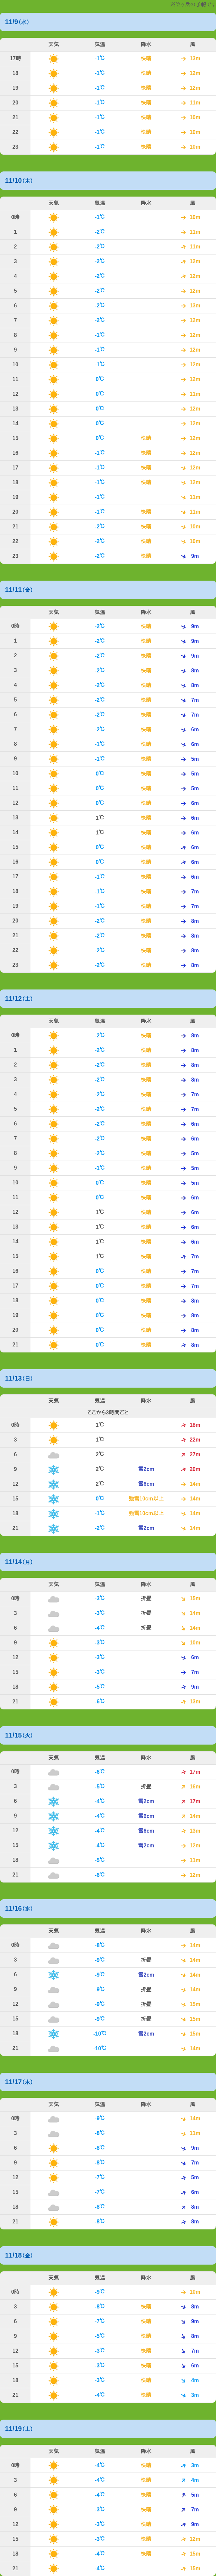 11/9(水)
天気 気温 降水 風
17時 -1℃ 快晴 13m
18 -1℃ 快晴 12m
19 -1℃ 快晴 12m
20 -1℃ 快晴 11m
21 -1℃ 快晴 10m
22 -1℃ 快晴 10m
23 -1℃ 快晴 10m
11/10(木)
天気 気温 降水 風
0時 -1℃ 10m
1 -2℃ 11m
2 -2℃ 11m
3 -2℃ 12m
4 -2℃ 12m
5 -2℃ 12m
6 -2℃ 13m
7 -2℃ 12m
8 -1℃ 12m
9 -1℃ 12m
10 -1℃ 12m
11 0℃ 12m
12 0℃ 11m
13 0℃ 12m
14 0℃ 12m
15 0℃ 快晴 12m
16 -1℃ 快晴 12m
17 -1℃ 快晴 12m
18 -1℃ 快晴 12m
19 -1℃ 11m
20 -1℃ 快晴 11m
21 -2℃ 快晴 10m
22 -2℃ 快晴 10m
23 -2℃ 快晴 9m
11/11(金)
天気 気温 降水 風
0時 -2℃ 快晴 9m
1 -2℃ 快晴 9m
2 -2℃ 快晴 9m
3 -2℃ 快晴 8m
4 -2℃ 快晴 8m
5 -2℃ 快晴 7m
6 -2℃ 快晴 7m
7 -2℃ 快晴 6m
8 -1℃ 快晴 6m
9 -1℃ 快晴 5m
10 0℃ 快晴 5m
11 0℃ 快晴 5m
12 0℃ 快晴 6m
13 1℃ 快晴 6m
14 1℃ 快晴 6m
15 0℃ 快晴 6m
16 0℃ 快晴 6m
17 -1℃ 快晴 6m
18 -1℃ 快晴 7m
19 -1℃ 快晴 7m
20 -2℃ 快晴 8m
21 -2℃ 快晴 8m
22 -2℃ 快晴 8m
23 -2℃ 快晴 8m
11/12(土)
天気 気温 降水 風
0時 -2℃ 快晴 8m
1 -2℃ 快晴 8m
2 -2℃ 快晴 8m
3 -2℃ 快晴 8m
4 -2℃ 快晴 7m
5 -2℃ 快晴 7m
6 -2℃ 快晴 6m
7 -2℃ 快晴 6m
8 -2℃ 快晴 5m
9 -1℃ 快晴 5m
10 0℃ 快晴 5m
11 0℃ 快晴 6m
12 1℃ 快晴 6m
13 1℃ 快晴 6m
14 1℃ 快晴 6m
15 1℃ 快晴 7m
16 0℃ 快晴 7m
17 0℃ 快晴 7m
18 0℃ 快晴 8m
19 0℃ 快晴 8m
20 0℃ 快晴 8m
21 0℃ 快晴 8m
11/13(日)
天気 気温 降水 風
ここから3時間ごと
0時 1℃ 18m
3 1℃ 22m
6 2℃ 27m
9 2℃ 雪2cm 20m
12 2℃ 雪6cm 14m
15 0℃ 極雪10cm以上 14m
18 -1℃ 極雪10cm以上 14m
21 -2℃ 雪2cm 14m
11/14(月)
天気 気温 降水 風
0時 -3℃ 折畳 15m
3 -3℃ 折畳 14m
6 -4℃ 折畳 14m
9 -3℃ 10m
12 -3℃ 6m
15 -3℃ 7m
18 -5℃ 9m
21 -6℃ 13m
11/15(火)
天気 気温 降水 風
0時 -6℃ 17m
3 -5℃ 折畳 16m
6 -4℃ 雪2cm 17m
9 -4℃ 雪6cm 14m
12 -4℃ 雪6cm 13m
15 -4℃ 雪2cm 12m
18 -5℃ 11m
21 -6℃ 12m
11/16(水)
天気 気温 降水 風
0時 -8℃ 14m
3 -9℃ 折畳 14m
6 -9℃ 雪2cm 14m
9 -9℃ 折畳 14m
12 -9℃ 折畳 15m
15 -9℃ 折畳 15m
18 -10℃ 雪2cm 15m
21 -10℃ 14m
11/17(木)
天気 気温 降水 風
0時 -9℃ 14m
3 -8℃ 11m
6 -8℃ 9m
9 -8℃ 7m
12 -7℃ 5m
15 -7℃ 6m
18 -8℃ 8m
21 -8℃ 8m
11/18(金)
天気 気温 降水 風
0時 -9℃ 10m
3 -8℃ 快晴 8m
6 -7℃ 快晴 9m
9 -5℃ 快晴 8m
12 -3℃ 快晴 7m
15 -3℃ 快晴 6m
18 -3℃ 快晴 4m
21 -4℃ 快晴 3m
11/19(土)
天気 気温 降水 風
0時 -4℃ 快晴 3m
3 -4℃ 快晴 4m
6 -4℃ 快晴 5m
9 -3℃ 快晴 7m
12 -3℃ 快晴 9m
15 -3℃ 快晴 12m
18 -4℃ 快晴 15m
21 -4℃ 15m